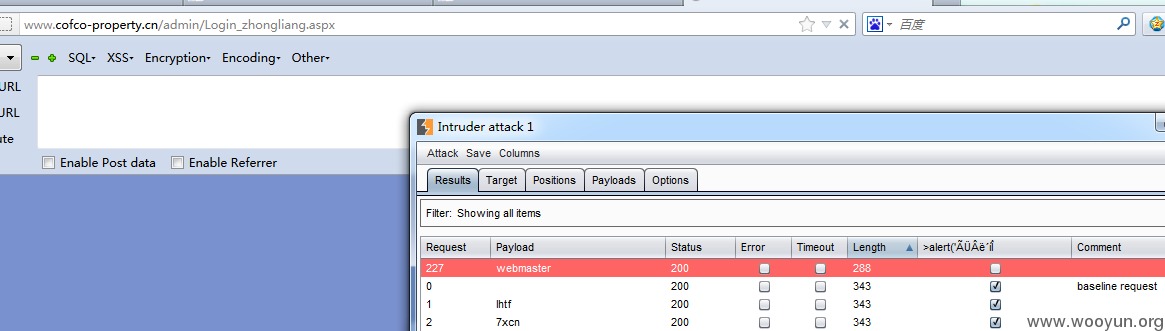 www.cofco-property.cn/admin/Login_zhongliang.aspx
百度
SQL XSS Encryption Encoding Other
URL
URL
ute
Enable Post data Enable Referrer
Intruder attack 1
Attack Save Columns
Results Target Positions Payloads Options
Filter: Showing all items
Request Payload Status Error Timeout Length >alert('ÃÜÂë´íÎ Comment
227 webmaster 200 288
0 200 343 baseline request
1 lhtf 200 343
2 7xcn 200 343
www.wooyun.org